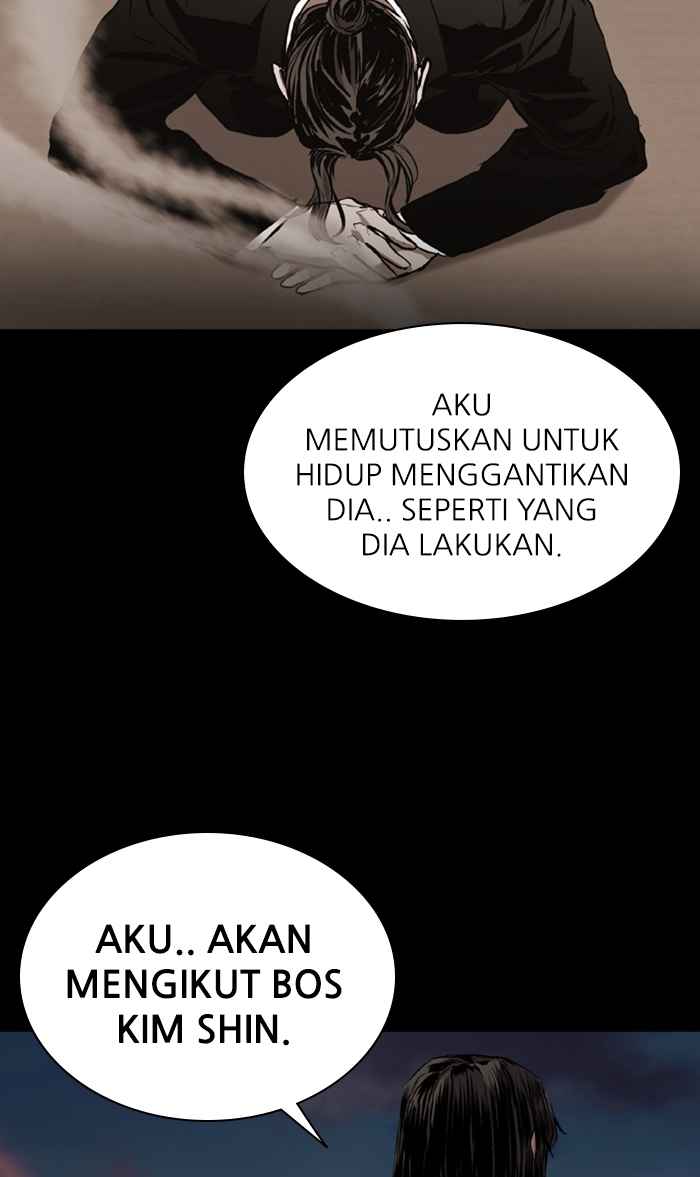 AKU
MEMUTUSKAN UNTUK
HIDUP MENGGANTIKAN
DIA.. SEPERTI YANG
DIA LAKUKAN.
AKU.. AKAN
MENGIKUT BOS
KIM SHIN.